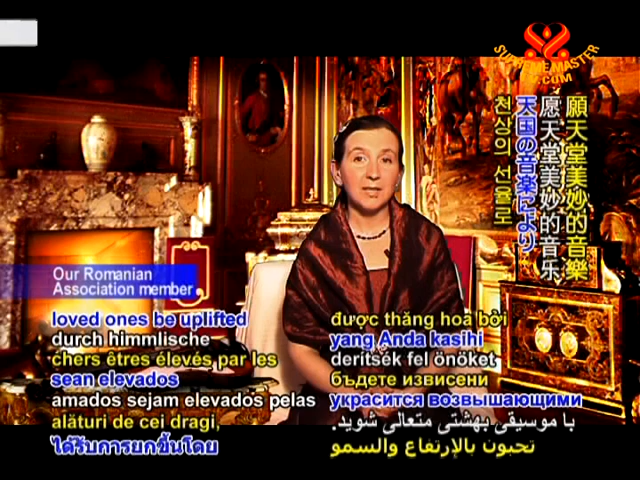 SUPREMEMASTER
TV.COM
願天堂美妙的音樂
愿天堂美妙的音乐
天国の音楽により
천상의 선율로
Our Romanian
Association member
loved ones be uplifted
durch himmlische
chers êtres élevés par les
sean elevados
amados sejam elevados pelas
alături de cei dragi,
ได้รับการยกขึ้นโดย
được thăng hoa bởi
yang Anda kasihi
derítsék fel önöket
бъдете извисени
украсится возвышающими
با موسیقی بهشتی متعالی شوید.
تحبون بالإرتفاع والسمو